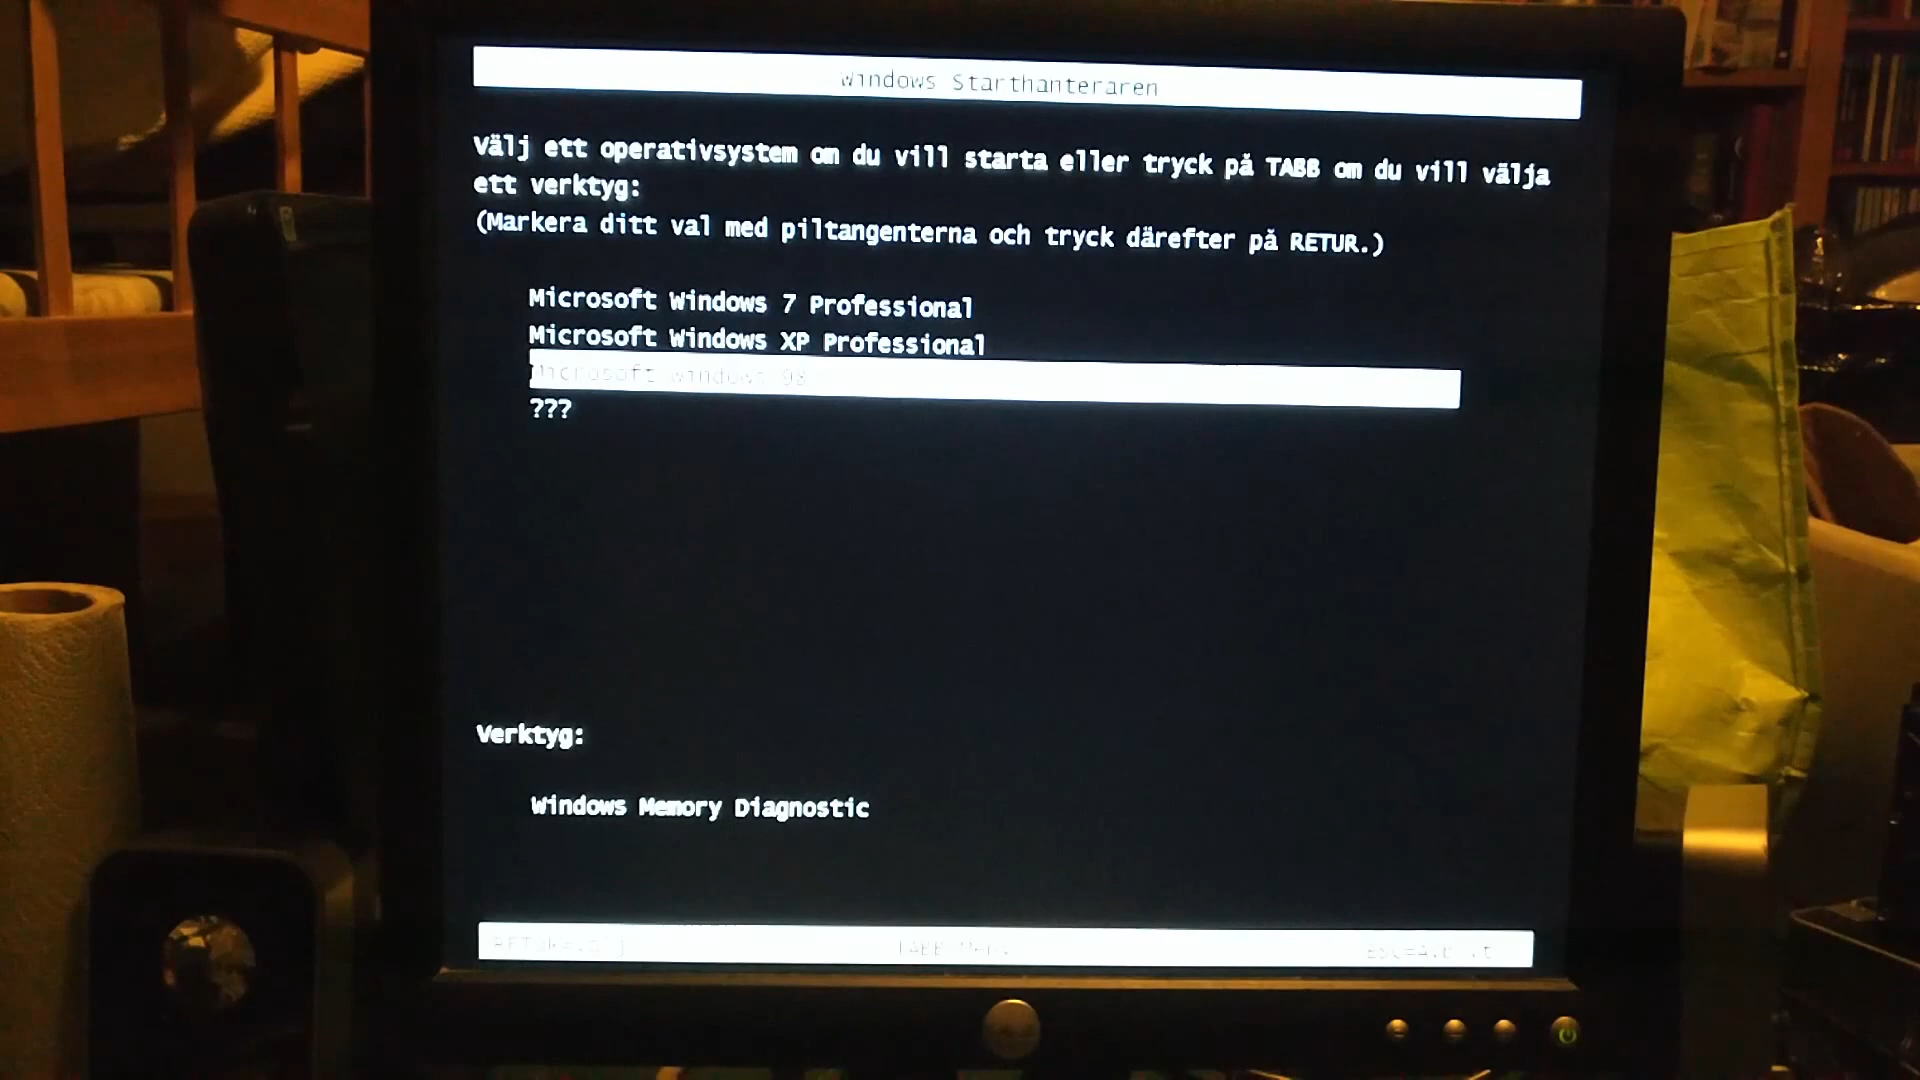 Windows Starthanteraren
Välj ett operativsystem om du vill starta eller tryck på TABB om du vill välja
ett verktyg:
(Markera ditt val med piltangenterna och tryck därefter på RETUR.)
Microsoft Windows 7 Professional
Microsoft Windows XP Professional
Microsoft Windows 98
???
Verktyg:
Windows Memory Diagnostic